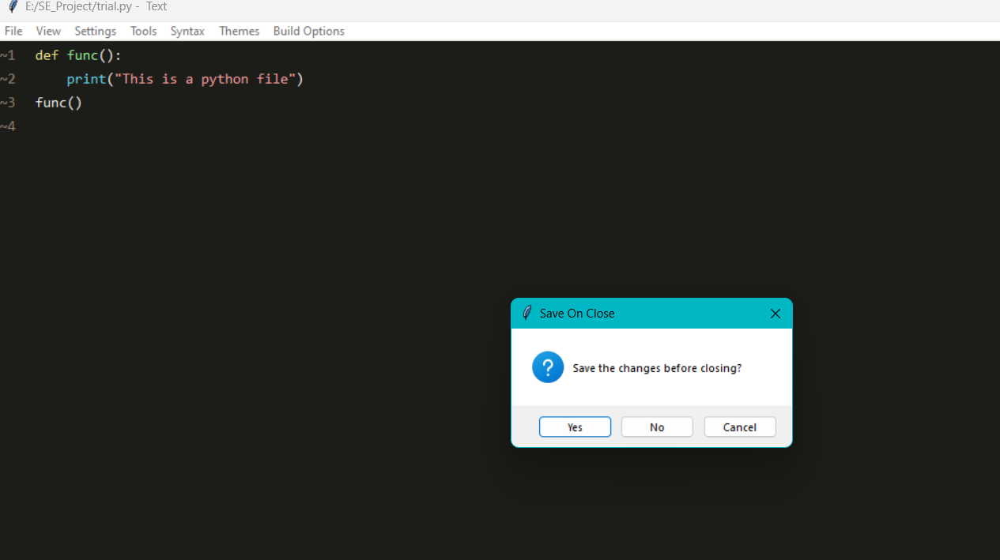 E:/SE_Project/trial.py -  Text
File View Settings Tools Syntax Themes Build Options
~1 def func():
~2     print("This is a python file")
~3 func()
~4
Save On Close
Save the changes before closing?
Yes No Cancel